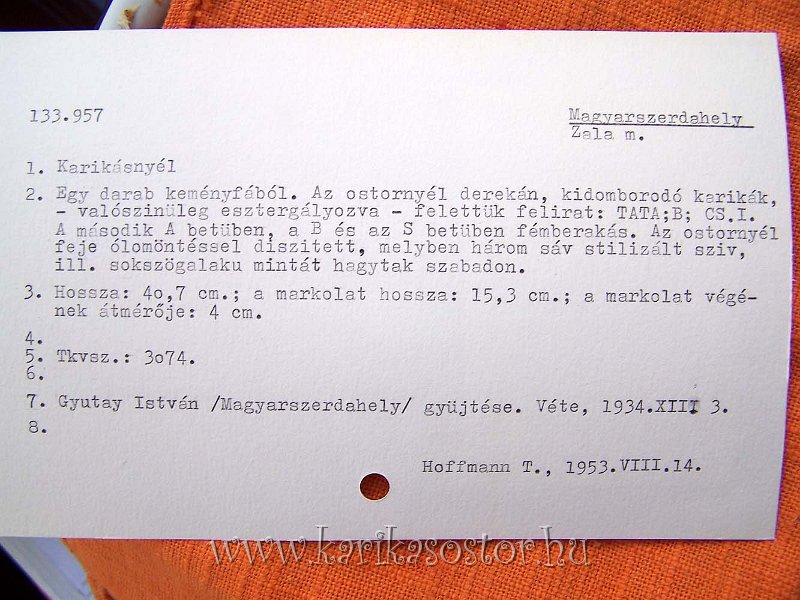 133.957
Magyarszerdahely
Zala m.
1. Karikásnyél
2. Egy darab keményfából. Az ostornyél derekán, kidomborodó karikák,
- valószinüleg esztergályozva - felettük felirat: TATA;B; CS.I.
A második A betüben, a B és az S betüben fémberakás. Az ostornyél
feje ólomöntéssel diszitett, melyben három sáv stilizált sziv,
ill. sokszögalaku mintát hagytak szabadon.
3. Hossza: 4o,7 cm.; a markolat hossza: 15,3 cm.; a markolat végé-
nek átmérője: 4 cm.
4.
5. Tkvsz.: 3o74.
6.
7. Gyutay István /Magyarszerdahely/ gyüjtése. Véte, 1934.XIII 3.
8.
Hoffmann T., 1953.VIII.14.
www.karikasostor.hu